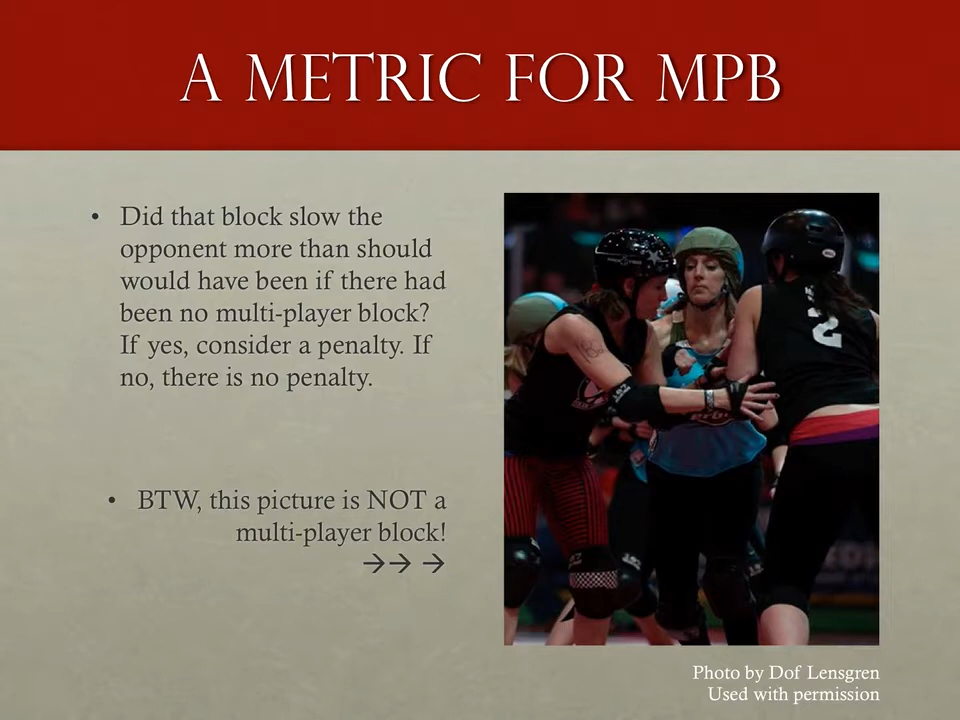 A METRIC FOR MPB
• Did that block slow the
opponent more than should
would have been if there had
been no multi-player block?
If yes, consider a penalty. If
no, there is no penalty.
• BTW, this picture is NOT a
multi-player block!
→→ →
2
Photo by Dof Lensgren
Used with permission